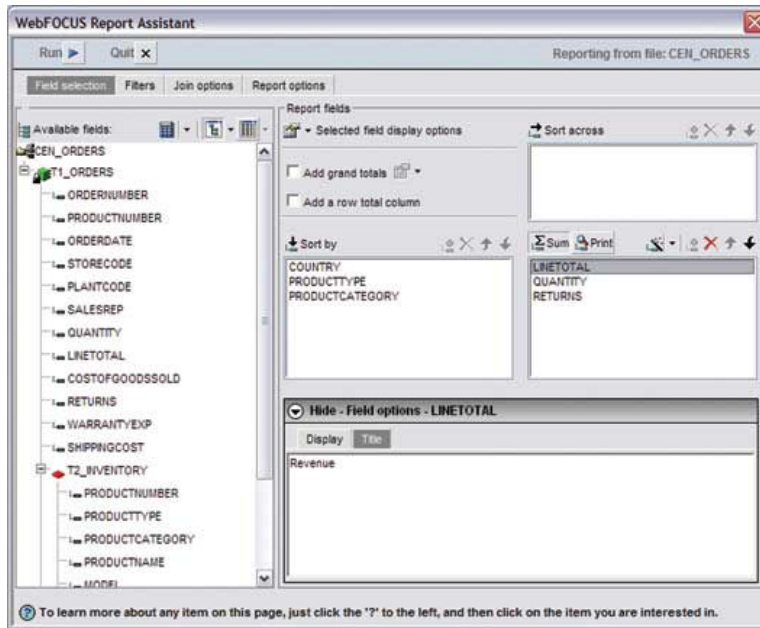 WebFOCUS Report Assistant
Run Quit Reporting from file: CEN_ORDERS
Field selection Filters Join options Report options
Report fields
Available fields:
CEN_ORDERS
T1_ORDERS
ORDERNUMBER
PRODUCTNUMBER
ORDERDATE
STORECODE
PLANTCODE
SALESREP
QUANTITY
LINETOTAL
COSTOFGOODSSOLD
RETURNS
WARRANTYEXP
SHIPPINGCOST
T2_INVENTORY
PRODUCTNUMBER
PRODUCTTYPE
PRODUCTCATEGORY
PRODUCTNAME
MODEL
Selected field display options
Add grand totals
Add a row total column
Sort across
Sort by
COUNTRY
PRODUCTTYPE
PRODUCTCATEGORY
Sum Print
LINETOTAL
QUANTITY
RETURNS
Hide - Field options - LINETOTAL
Display Title
Revenue
To learn more about any item on this page, just click the '?' to the left, and then click on the item you are interested in.